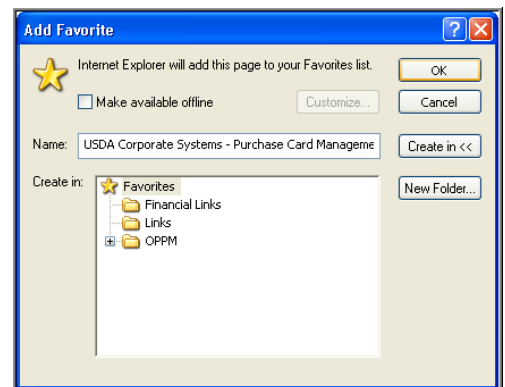 Add Favorite
Internet Explorer will add this page to your Favorites list.
OK
Make available offline
Customize...
Cancel
Name:
USDA Corporate Systems - Purchase Card Manageme
Create in <<
Create in:
Favorites
New Folder...
Financial Links
Links
OPPM